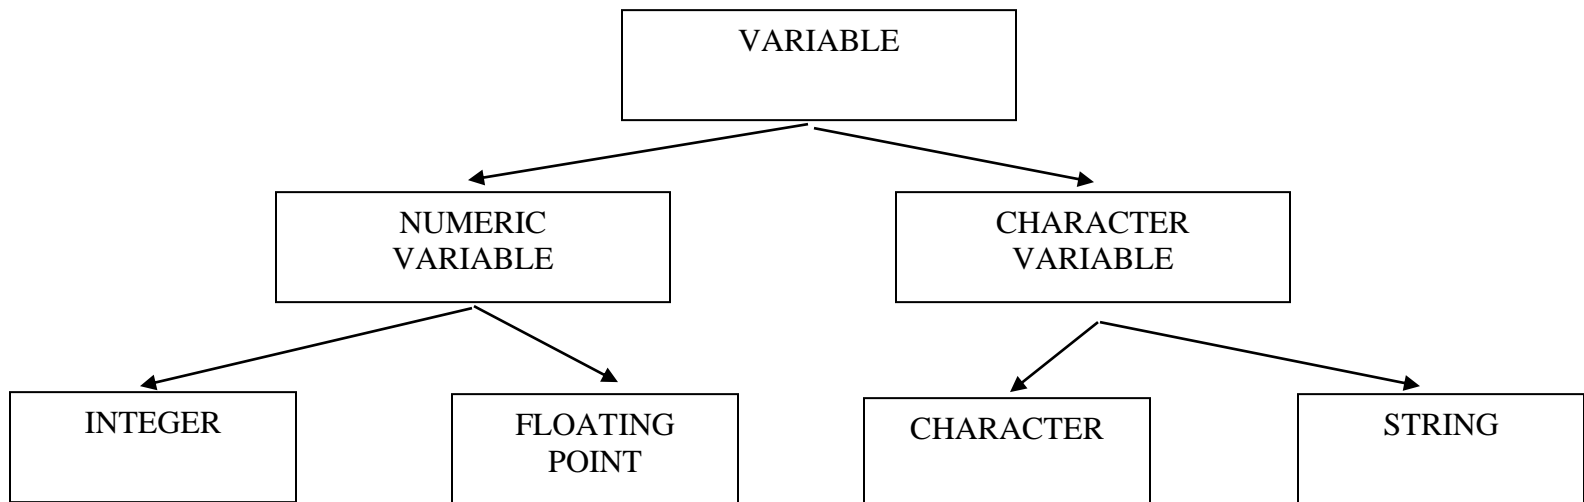 VARIABLE
NUMERIC
VARIABLE
CHARACTER
VARIABLE
INTEGER
FLOATING
POINT
CHARACTER
STRING